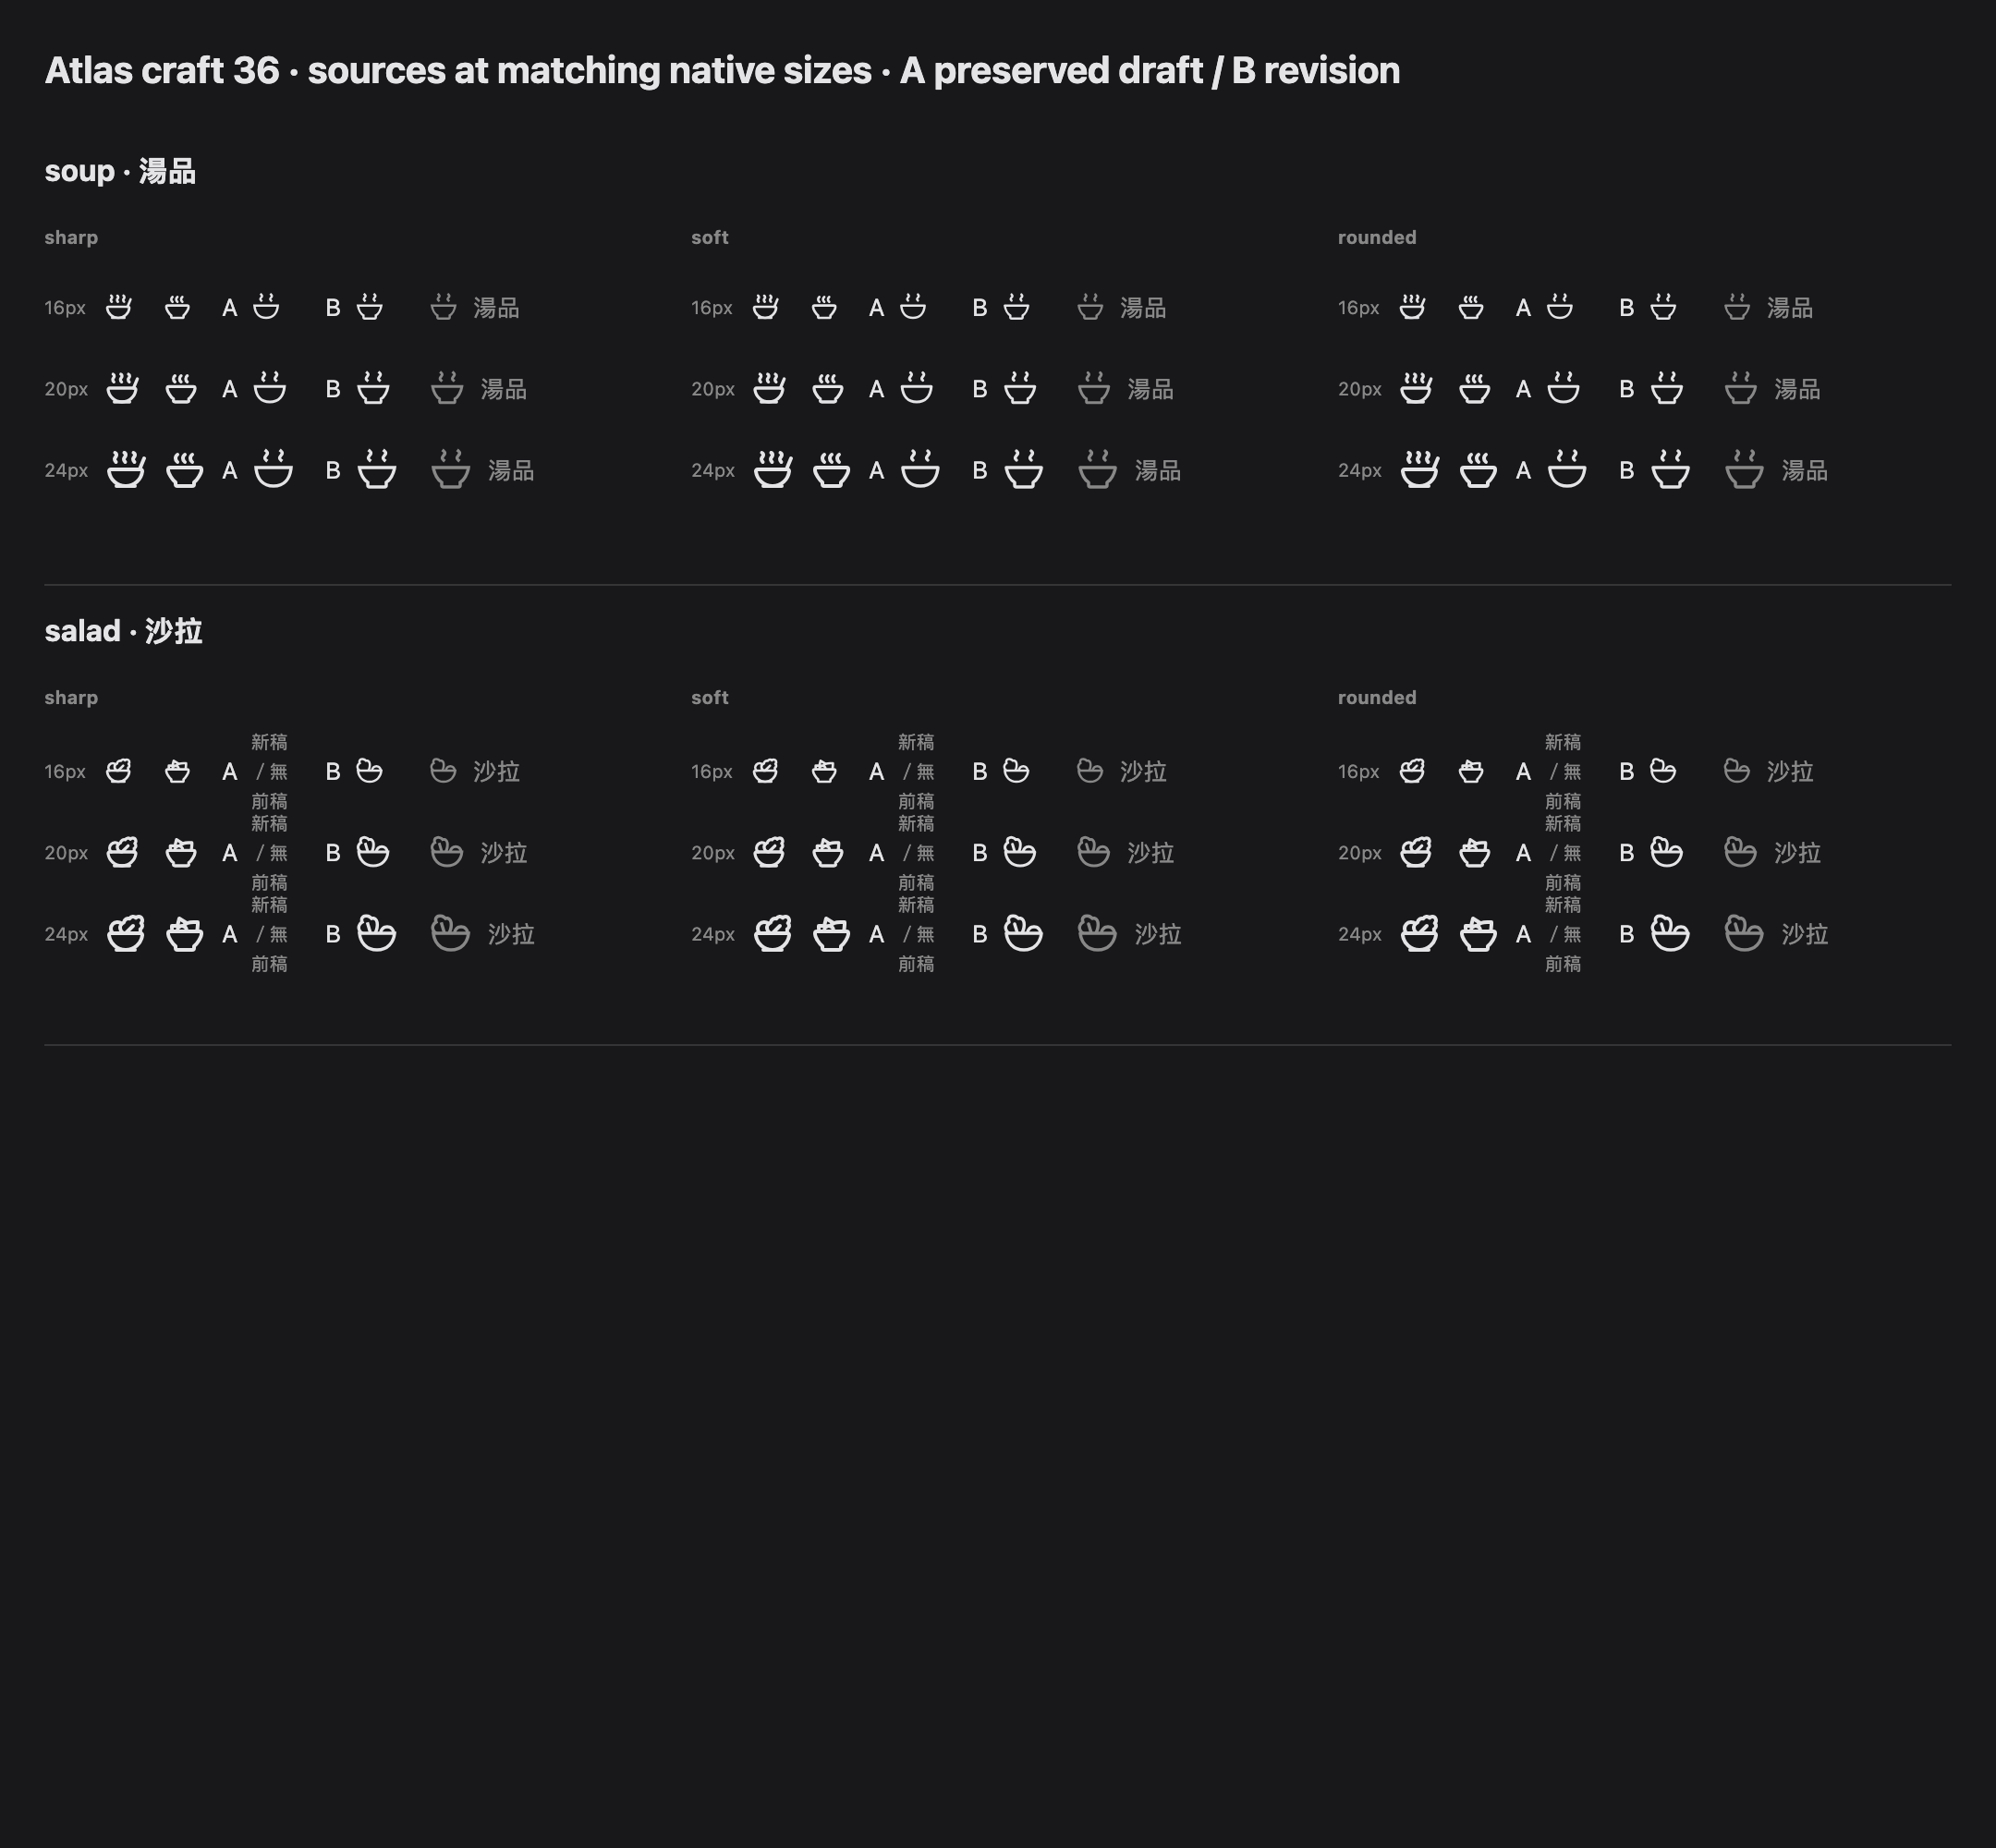 Atlas craft 36 · sources at matching native sizes · A preserved draft / B revision
soup · 湯品
sharp
16px A B 湯品
20px A B 湯品
24px A B 湯品
soft
16px A B 湯品
20px A B 湯品
24px A B 湯品
rounded
16px A B 湯品
20px A B 湯品
24px A B 湯品
salad · 沙拉
sharp
16px A 新稿 / 無 前稿 B 沙拉
20px A 新稿 / 無 前稿 B 沙拉
24px A 新稿 / 無 前稿 B 沙拉
soft
16px A 新稿 / 無 前稿 B 沙拉
20px A 新稿 / 無 前稿 B 沙拉
24px A 新稿 / 無 前稿 B 沙拉
rounded
16px A 新稿 / 無 前稿 B 沙拉
20px A 新稿 / 無 前稿 B 沙拉
24px A 新稿 / 無 前稿 B 沙拉